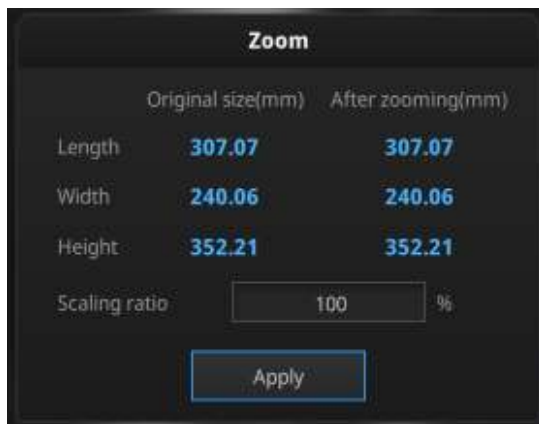 Zoom
Original size(mm) After zooming(mm)
Length 307.07 307.07
Width 240.06 240.06
Height 352.21 352.21
Scaling ratio 100 %
Apply